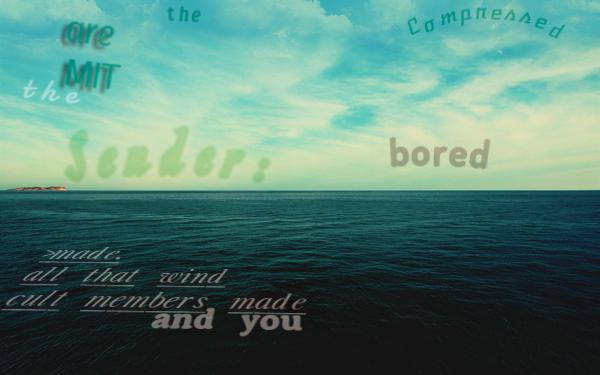 the
Compressed
are
MIT
the
Sender:
bored
>made.
all that wind
cult members made
and you